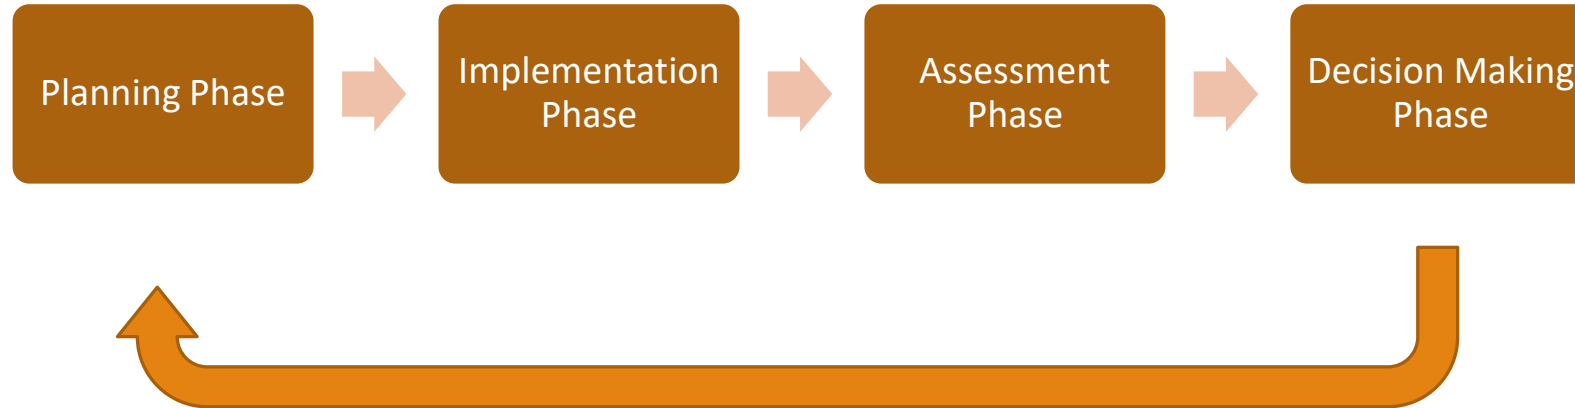 Planning Phase
Implementation
Phase
Assessment
Phase
Decision Making
Phase